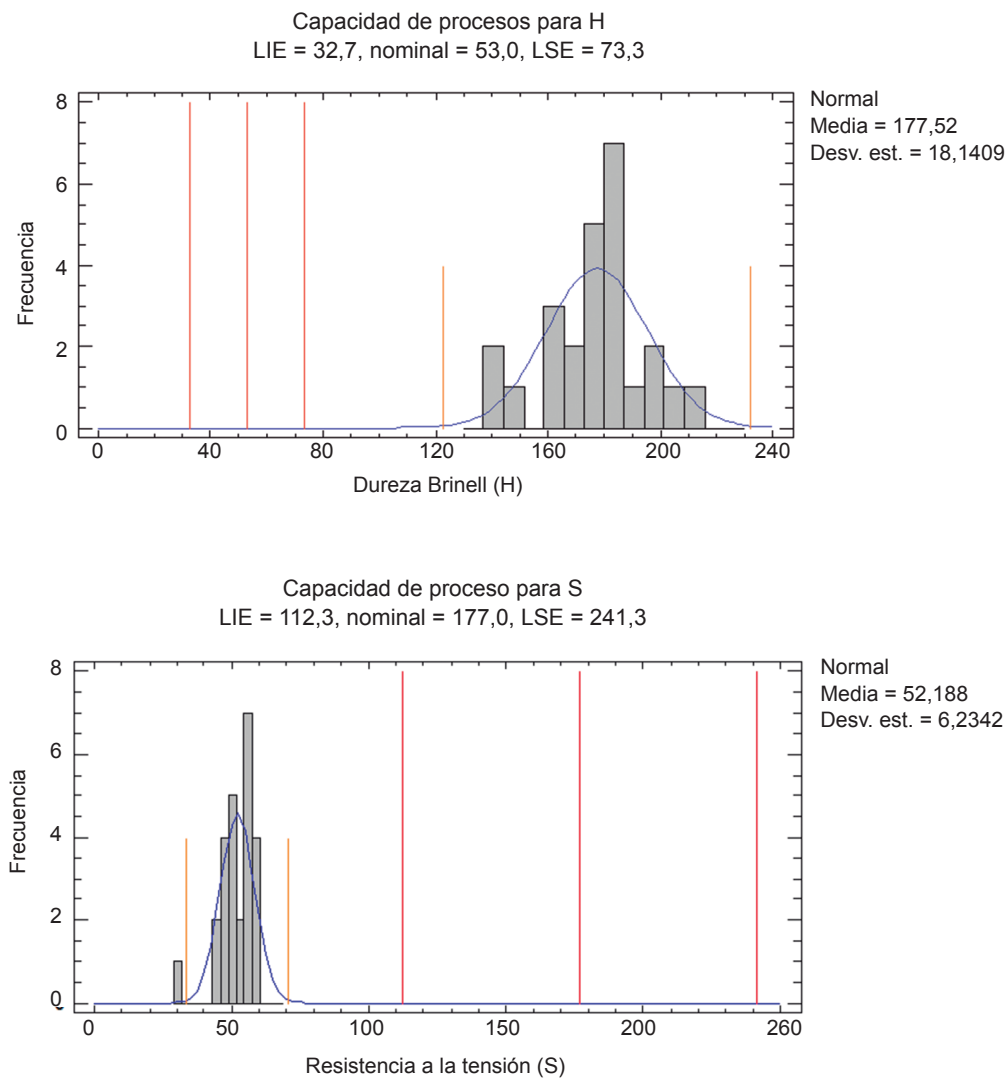 Capacidad de procesos para H
LIE = 32,7, nominal = 53,0, LSE = 73,3
Normal
Media = 177,52
Desv. est. = 18,1409
Frecuencia
8
6
4
2
0
0 40 80 120 160 200 240
Dureza Brinell (H)
Capacidad de proceso para S
LIE = 112,3, nominal = 177,0, LSE = 241,3
Normal
Media = 52,188
Desv. est. = 6,2342
Frecuencia
8
6
4
2
0
0 50 100 150 200 260
Resistencia a la tensión (S)